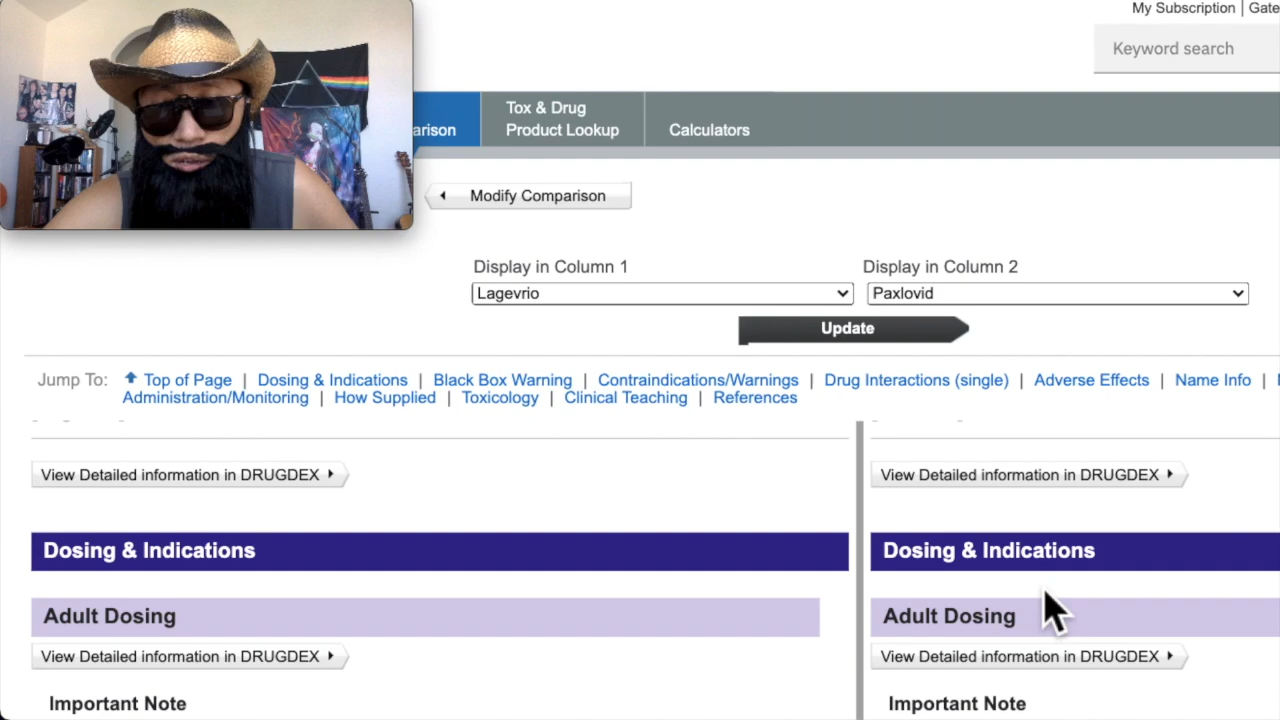 My Subscription | Gate
Keyword search
arison
Tox & Drug
Product Lookup
Calculators
Modify Comparison
Display in Column 1
Display in Column 2
Lagevrio
Paxlovid
Update
Jump To: Top of Page | Dosing & Indications | Black Box Warning | Contraindications/Warnings | Drug Interactions (single) | Adverse Effects | Name Info |
Administration/Monitoring | How Supplied | Toxicology | Clinical Teaching | References
View Detailed information in DRUGDEX
View Detailed information in DRUGDEX
Dosing & Indications
Dosing & Indications
Adult Dosing
Adult Dosing
View Detailed information in DRUGDEX
View Detailed information in DRUGDEX
Important Note
Important Note